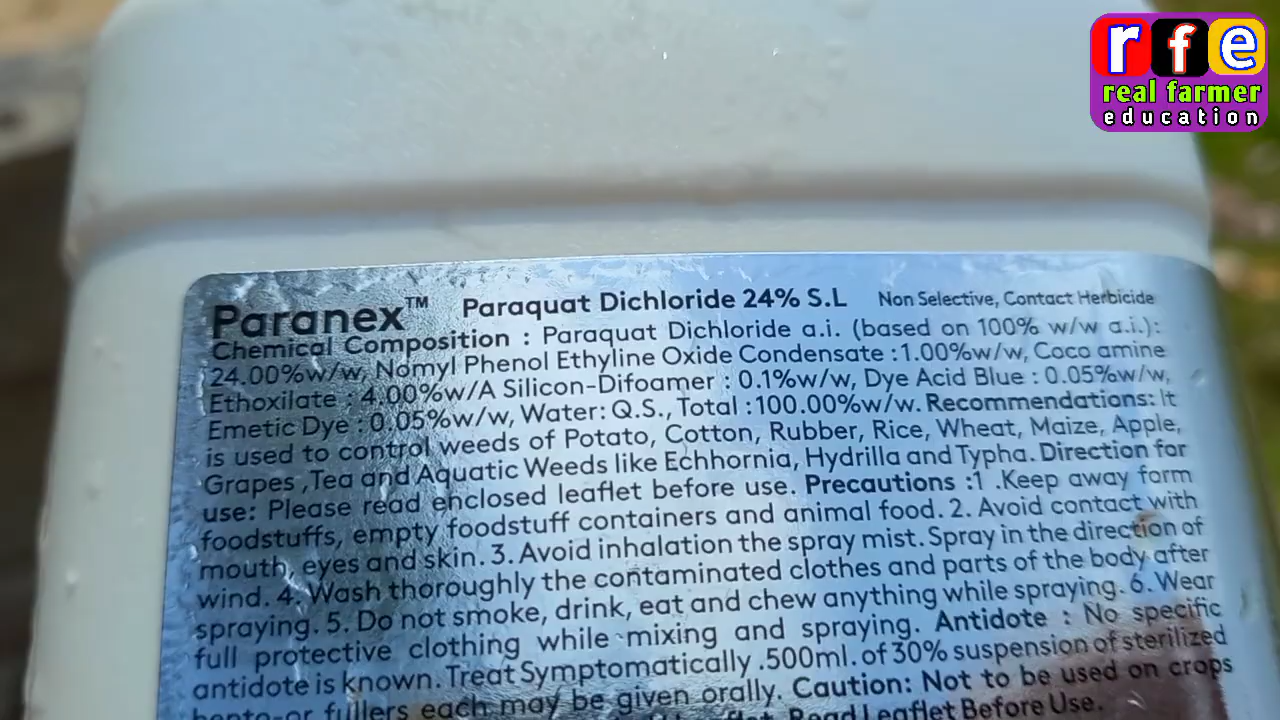 rfe
real farmer
education
Paranex™ Paraquat Dichloride 24% S.L Non Selective, Contact Herbicide
Chemical Composition : Paraquat Dichloride a.i. (based on 100% w/w a.i.):
24.00%w/w, Nomyl Phenol Ethyline Oxide Condensate :1.00%w/w, Coco amine
Ethoxilate : 4.00%w/A Silicon-Difoamer : 0.1%w/w, Dye Acid Blue : 0.05%w/w,
Emetic Dye : 0.05%w/w, Water: Q.S., Total :100.00%w/w. Recommendations: It
is used to control weeds of Potato, Cotton, Rubber, Rice, Wheat, Maize, Apple,
Grapes ,Tea and Aquatic Weeds like Echhornia, Hydrilla and Typha. Direction for
use: Please read enclosed leaflet before use. Precautions :1 .Keep away form
foodstuffs, empty foodstuff containers and animal food. 2. Avoid contact with
mouth, eyes and skin. 3. Avoid inhalation the spray mist. Spray in the direction of
wind. 4. Wash thoroughly the contaminated clothes and parts of the body after
spraying. 5. Do not smoke, drink, eat and chew anything while spraying. 6. Wear
full protective clothing while mixing and spraying. Antidote : No specific
antidote is known. Treat Symptomatically .500ml. of 30% suspension of sterilized
fullers each may be given orally. Caution: Not to be used on crops
Read Leaflet Before Use.